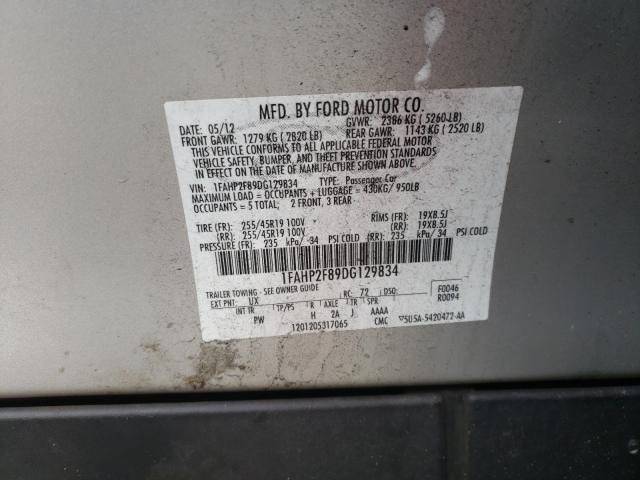 MFD. BY FORD MOTOR CO.
DATE: 05/12 GVWR: 2386 KG ( 5260 LB)
FRONT GAWR: 1279 KG ( 2820 LB) REAR GAWR: 1143 KG ( 2520 LB)
THIS VEHICLE CONFORMS TO ALL APPLICABLE FEDERAL MOTOR
VEHICLE SAFETY, BUMPER, AND THEFT PREVENTION STANDARDS
IN EFFECT ON THE DATE OF MANUFACTURE SHOWN ABOVE.
VIN: 1FAHP2F89DG129834 TYPE: Passenger Car
MAXIMUM LOAD = OCCUPANTS + LUGGAGE = 430KG/ 950LB
OCCUPANTS = 5 TOTAL; 2 FRONT, 3 REAR
TIRE (FR): 255/45R19 100V RIMS (FR): 19X8.5J
(RR): 255/45R19 100V (RR): 19X8.5J
PRESSURE (FR): 235 kPa/ 34 PSI COLD (RR): 235 kPa/ 34 PSI COLD
1FAHP2F89DG129834
TRAILER TOWING - SEE OWNER GUIDE F0046
EXT PNT: UX RC: 72 DSO: R0094
INT TR TP/PS R AXLE TR SPR
PW H 2A J AAAA
1201205317065 CMC 5U5A-5420472-AA